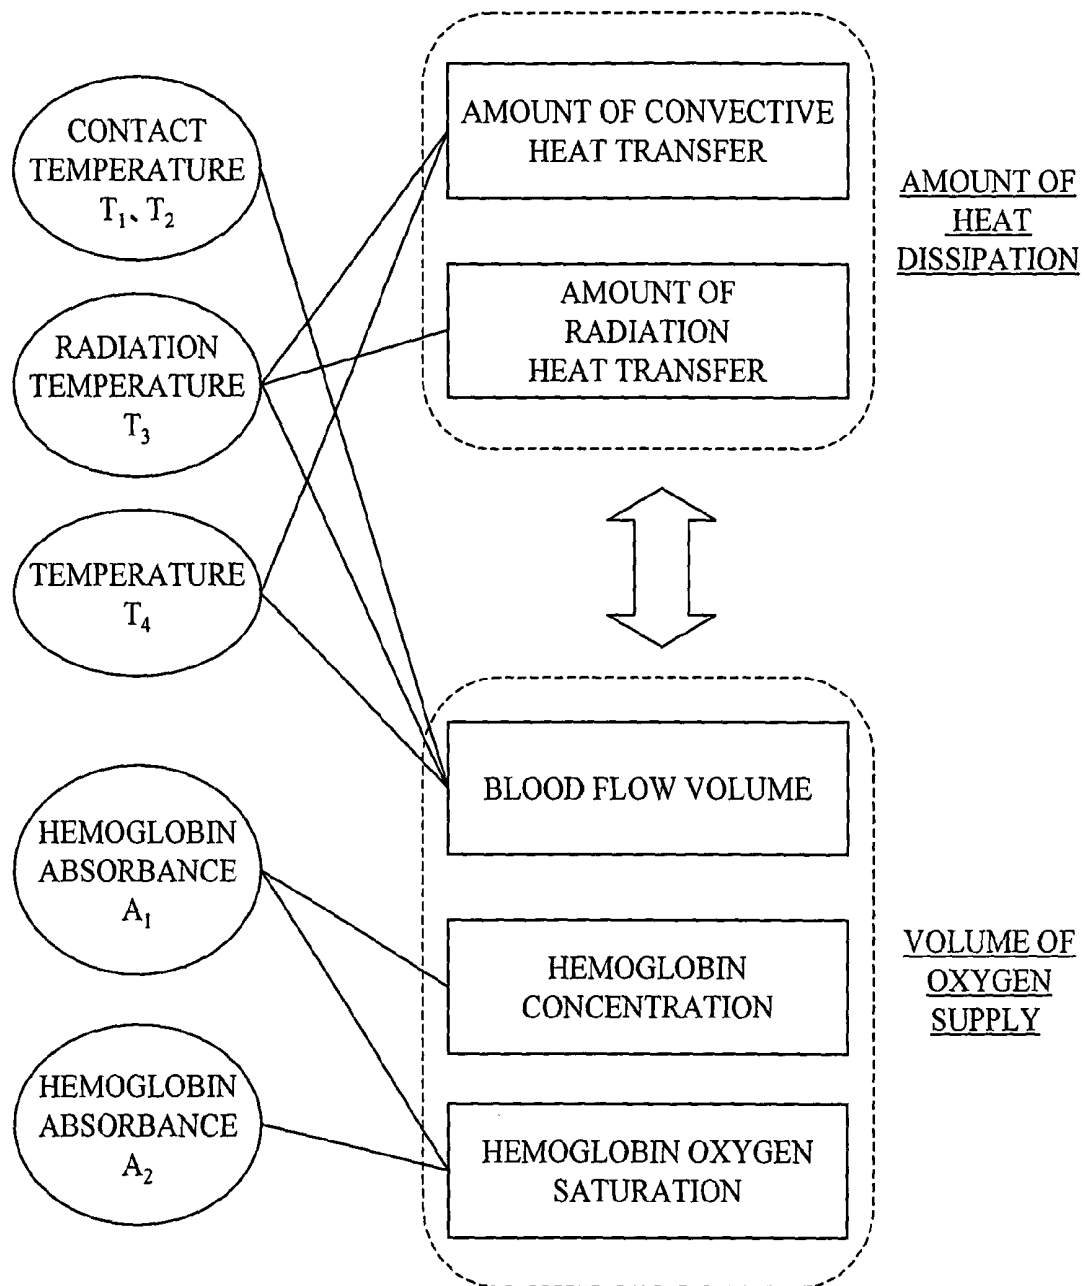 CONTACT
TEMPERATURE
T₁、T₂
RADIATION
TEMPERATURE
T₃
TEMPERATURE
T₄
HEMOGLOBIN
ABSORBANCE
A₁
HEMOGLOBIN
ABSORBANCE
A₂
AMOUNT OF CONVECTIVE
HEAT TRANSFER
AMOUNT OF
RADIATION
HEAT TRANSFER
AMOUNT OF
HEAT
DISSIPATION
BLOOD FLOW VOLUME
HEMOGLOBIN
CONCENTRATION
HEMOGLOBIN OXYGEN
SATURATION
VOLUME OF
OXYGEN
SUPPLY